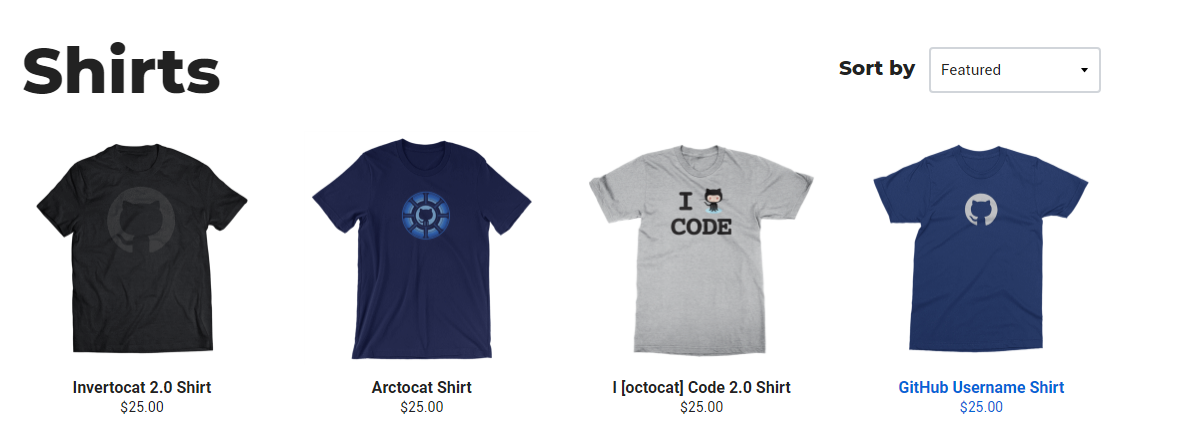 Shirts
Sort by
Featured
I
CODE
Invertocat 2.0 Shirt
$25.00
Arctocat Shirt
$25.00
I [octocat] Code 2.0 Shirt
$25.00
GitHub Username Shirt
$25.00